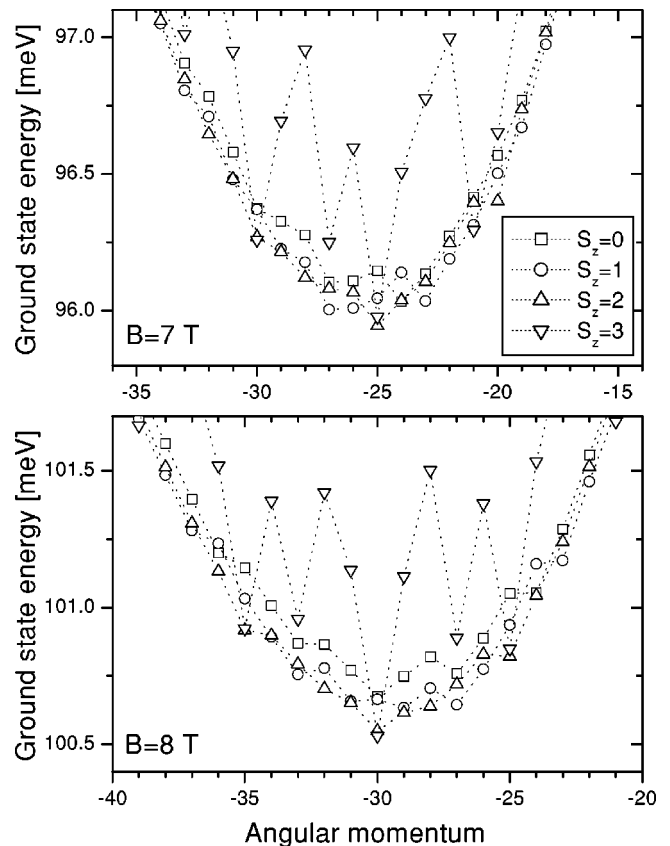 Ground state energy [meV]
97.0
96.5
96.0
B=7 T
S_z=0
S_z=1
S_z=2
S_z=3
-35 -30 -25 -20 -15
Ground state energy [meV]
101.5
101.0
100.5
B=8 T
-40 -35 -30 -25 -20
Angular momentum